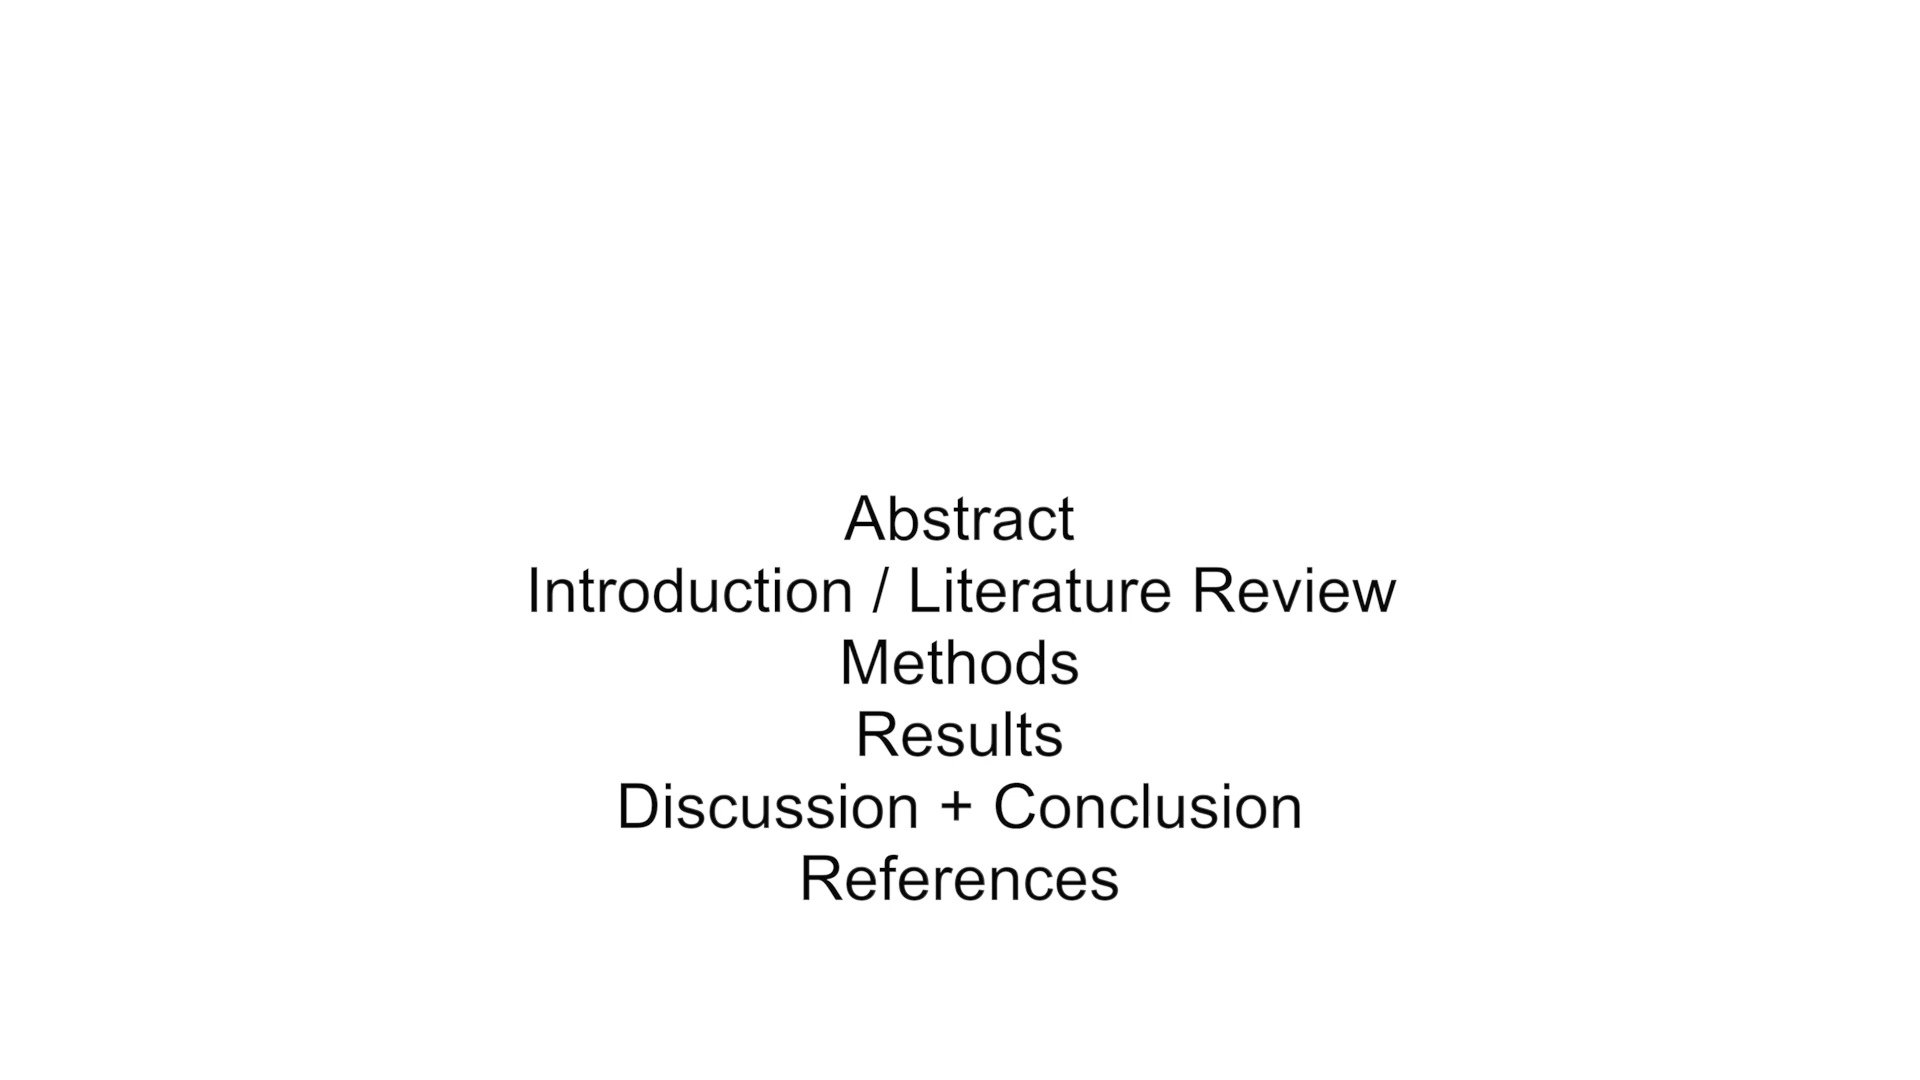 Abstract
Introduction / Literature Review
Methods
Results
Discussion + Conclusion
References